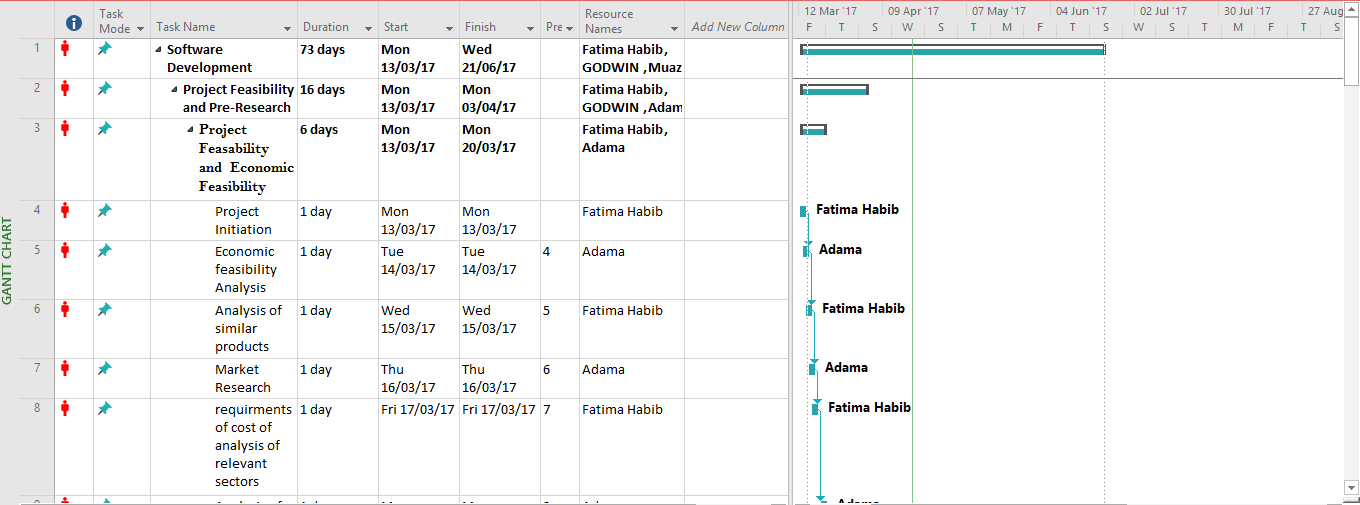 GANTT CHART
Task Mode Task Name Duration Start Finish Pre Resource Names Add New Column
12 Mar '17 09 Apr '17 07 May '17 04 Jun '17 02 Jul '17 30 Jul '17 27 Aug
F T S W M F T S W M F T S
1 Software 73 days Mon Wed Fatima Habib,
Development 13/03/17 21/06/17 GODWIN ,Muaz
2 Project Feasibility 16 days Mon Mon Fatima Habib,
and Pre-Research 13/03/17 03/04/17 GODWIN ,Adam
3 Project 6 days Mon Mon Fatima Habib,
Feasability 13/03/17 20/03/17 Adama
and Economic
Feasibility
4 Project 1 day Mon Mon Fatima Habib Fatima Habib
Initiation 13/03/17 13/03/17
5 Economic 1 day Tue Tue 4 Adama Adama
feasibility 14/03/17 14/03/17
Analysis
6 Analysis of 1 day Wed Wed 5 Fatima Habib Fatima Habib
similar 15/03/17 15/03/17
products
7 Market 1 day Thu Thu 6 Adama Adama
Research 16/03/17 16/03/17
8 requirments 1 day Fri 17/03/17 Fri 17/03/17 7 Fatima Habib Fatima Habib
of cost of
analysis of
relevant
sectors
Adama